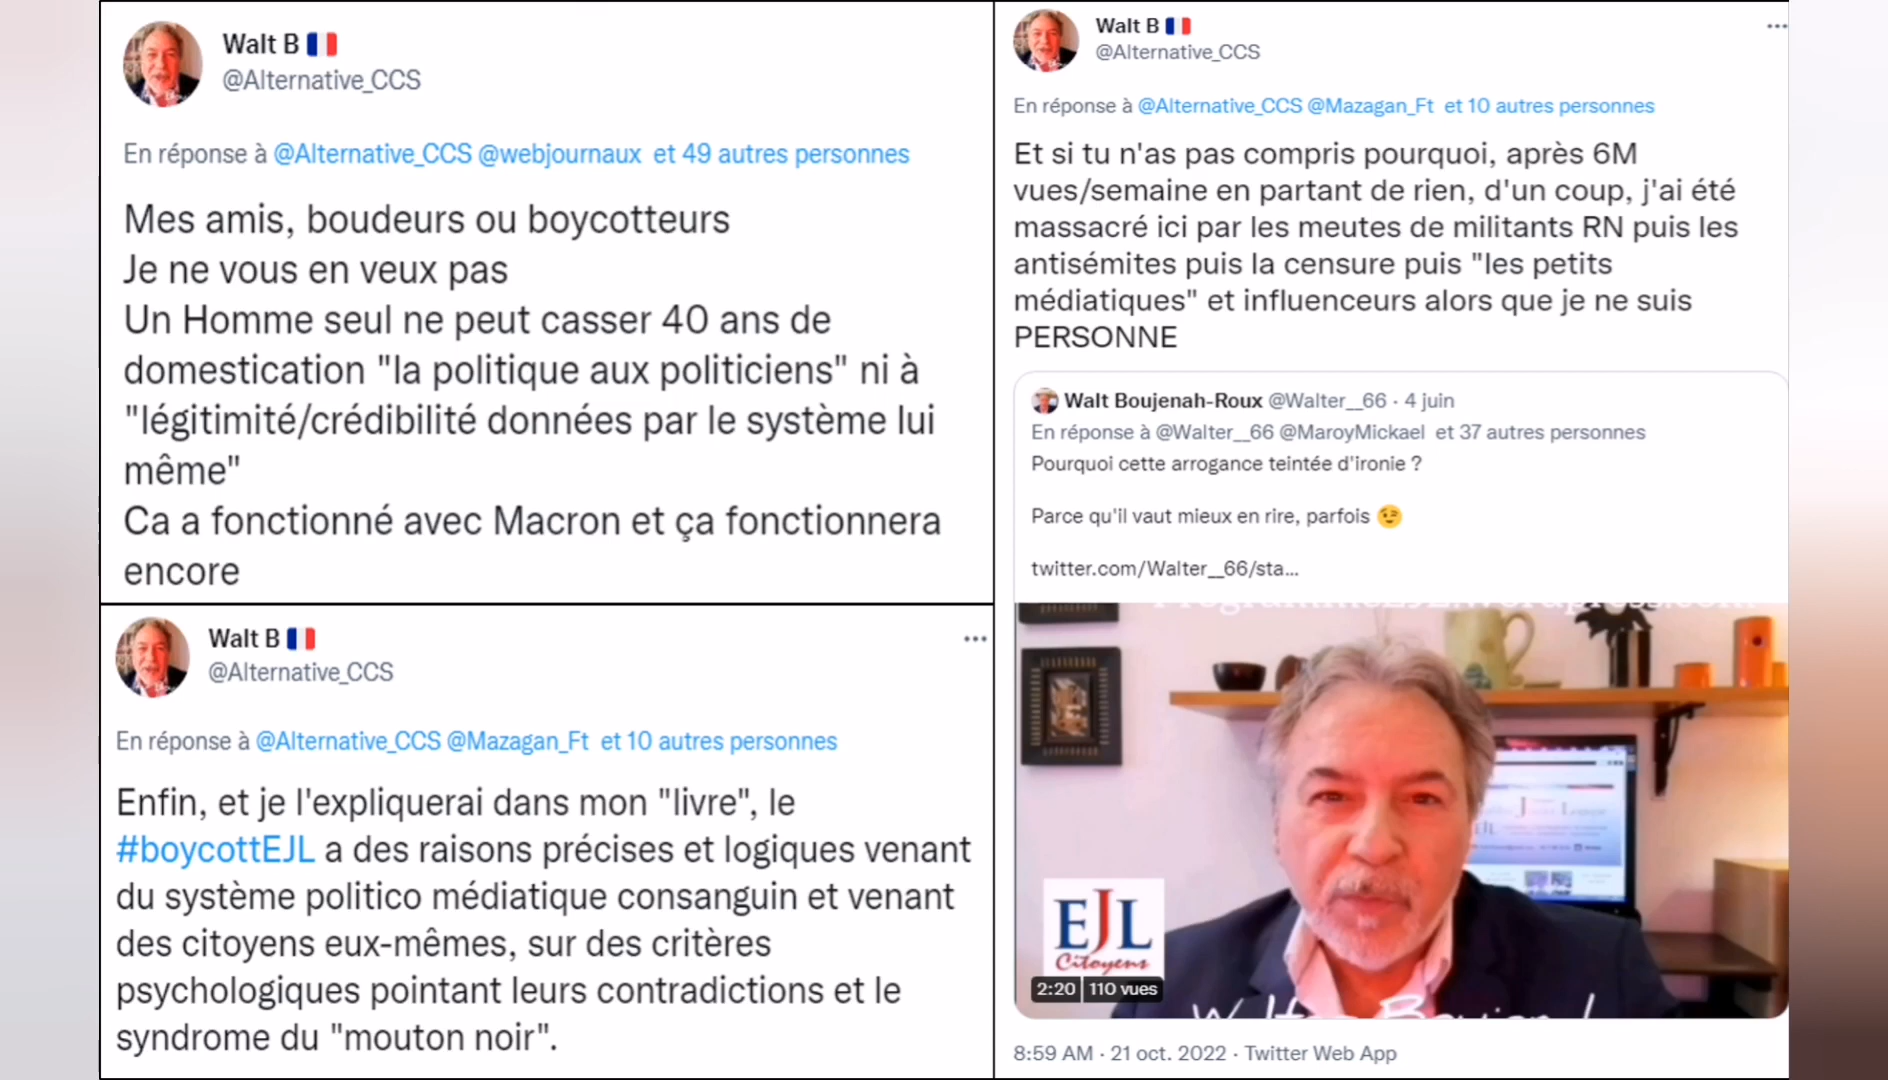 Walt B
@Alternative_CCS
En réponse à @Alternative_CCS @webjournaux et 49 autres personnes
Mes amis, boudeurs ou boycotteurs
Je ne vous en veux pas
Un Homme seul ne peut casser 40 ans de
domestication "la politique aux politiciens" ni à
"légitimité/crédibilité données par le système lui
même"
Ca a fonctionné avec Macron et ça fonctionnera
encore
Walt B
@Alternative_CCS
En réponse à @Alternative_CCS @Mazagan_Ft et 10 autres personnes
Enfin, et je l'expliquerai dans mon "livre", le
#boycottEJL a des raisons précises et logiques venant
du système politico médiatique consanguin et venant
des citoyens eux-mêmes, sur des critères
psychologiques pointant leurs contradictions et le
syndrome du "mouton noir".
Walt B
@Alternative_CCS
En réponse à @Alternative_CCS @Mazagan_Ft et 10 autres personnes
Et si tu n'as pas compris pourquoi, après 6M
vues/semaine en partant de rien, d'un coup, j'ai été
massacré ici par les meutes de militants RN puis les
antisémites puis la censure puis "les petits
médiatiques" et influenceurs alors que je ne suis
PERSONNE
Walt Boujenah-Roux @Walter__66 · 4 juin
En réponse à @Walter__66 @MaroyMickael et 37 autres personnes
Pourquoi cette arrogance teintée d'ironie ?
Parce qu'il vaut mieux en rire, parfois 😉
twitter.com/Walter__66/sta...
EJL
Citoyens
2:20 110 vues
8:59 AM · 21 oct. 2022 · Twitter Web App